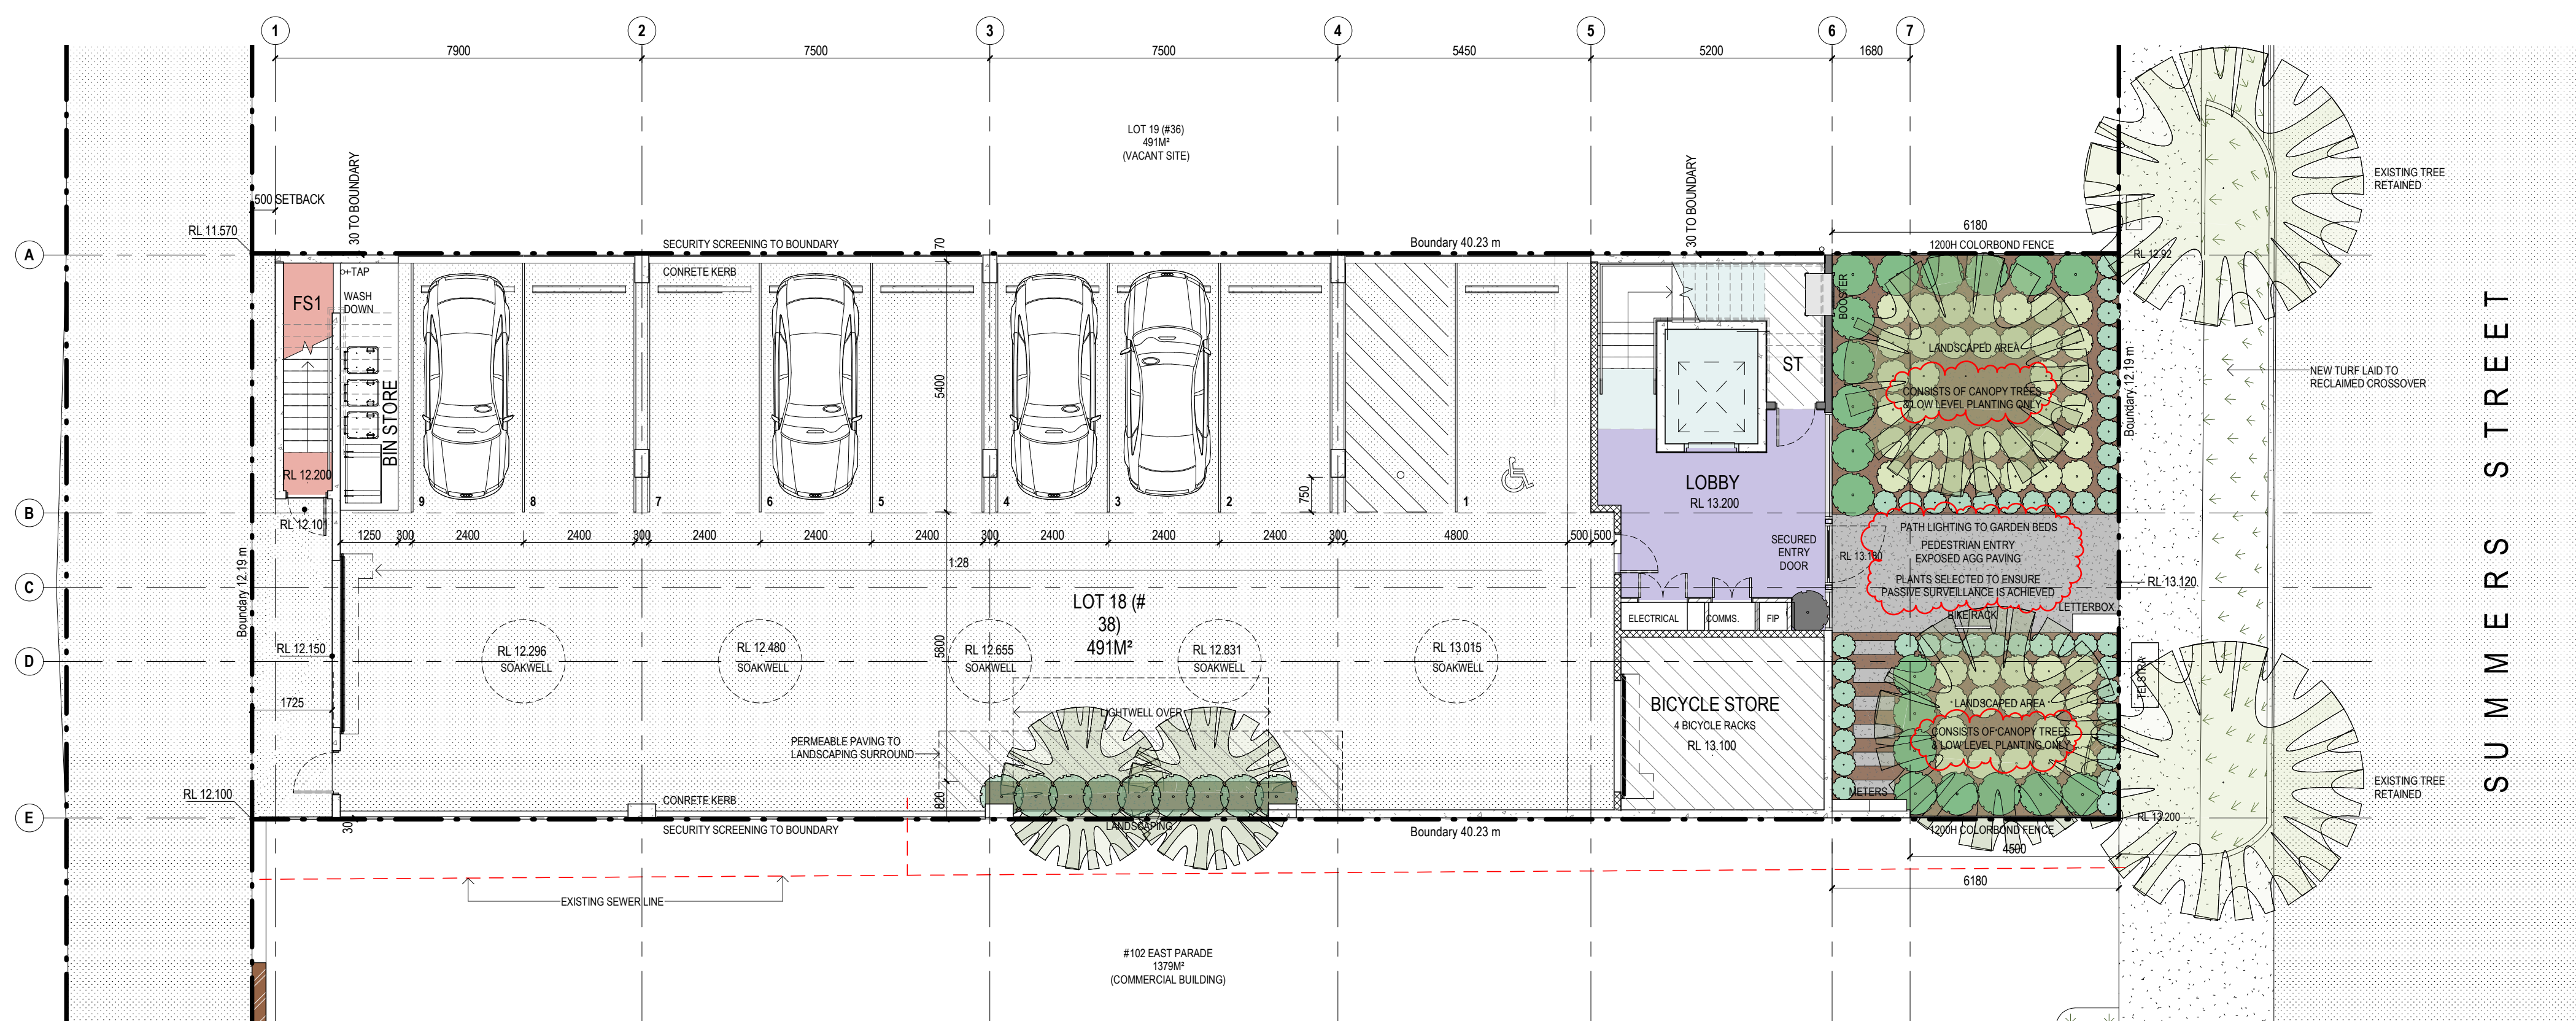 1
2
3
4
5
6
7
7900
7500
7500
5450
5200
1680
LOT 19 (#36)
491M²
(VACANT SITE)
EXISTING TREE
RETAINED
500 SETBACK
30 TO BOUNDARY
30 TO BOUNDARY
RL 11.570
6180
A
SECURITY SCREENING TO BOUNDARY
70
Boundary 40.23 m
1200H COLORBOND FENCE
RL 12.92
TAP
CONRETE KERB
FS1
WASH
DOWN
BOOSTER
BIN STORE
5400
ST
LANDSCAPED AREA
CONSISTS OF CANOPY TREES
& LOW LEVEL PLANTING ONLY
Boundary 12.19 m
NEW TURF LAID TO
RECLAIMED CROSSOVER
SUMMERS STREET
RL 12.200
LOBBY
RL 13.200
750
9
8
7
6
5
4
3
2
1
B
RL 12.101
1250
300
2400
2400
300
2400
2400
2400
300
2400
2400
2400
300
4800
500
500
SECURED
ENTRY
DOOR
PATH LIGHTING TO GARDEN BEDS
PEDESTRIAN ENTRY
EXPOSED AGG PAVING
PLANTS SELECTED TO ENSURE
PASSIVE SURVEILLANCE IS ACHIEVED
1:28
C
RL 13.120
Boundary 12.19 m
LOT 18 (#
38)
491M²
LETTERBOX
BIKE RACK
ELECTRICAL
COMMS.
FIP
D
RL 12.150
RL 12.296
SOAKWELL
RL 12.480
SOAKWELL
RL 12.655
SOAKWELL
RL 12.831
SOAKWELL
RL 13.015
SOAKWELL
5800
TELSTRA
1725
LIGHTWELL OVER
BICYCLE STORE
4 BICYCLE RACKS
RL 13.100
LANDSCAPED AREA
CONSISTS OF CANOPY TREES
& LOW LEVEL PLANTING ONLY
PERMEABLE PAVING TO
LANDSCAPING SURROUND
EXISTING TREE
RETAINED
RL 12.100
METERS
CONRETE KERB
820
E
30
SECURITY SCREENING TO BOUNDARY
LANDSCAPING
Boundary 40.23 m
RL 13.200
1200H COLORBOND FENCE
4500
6180
EXISTING SEWER LINE
#102 EAST PARADE
1379M²
(COMMERCIAL BUILDING)